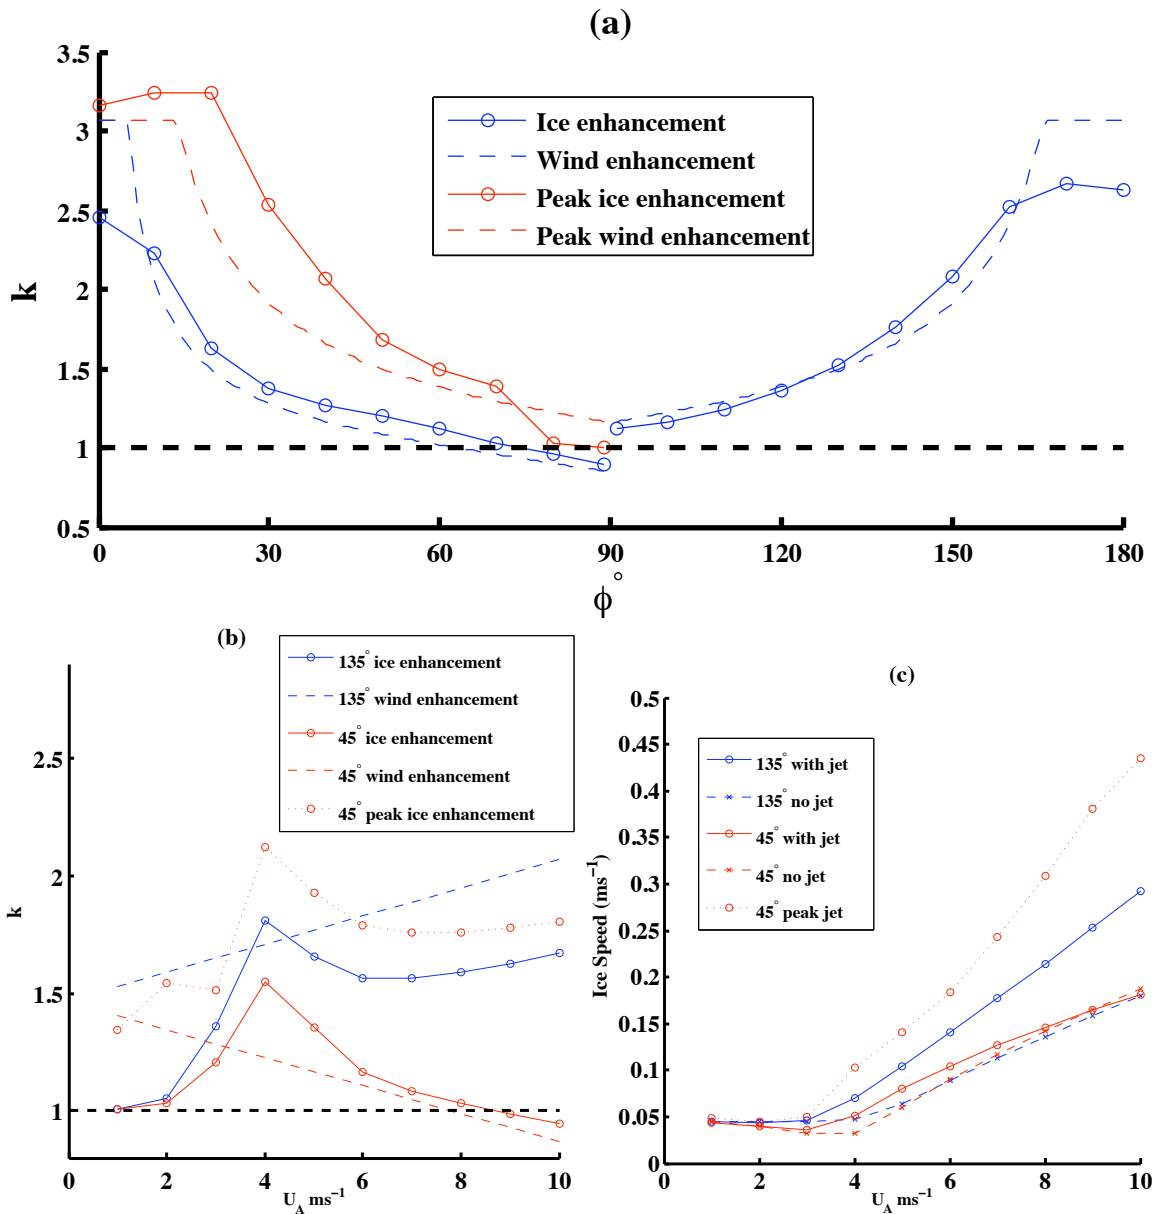 (a)
3.5
3
2.5
2
1.5
1
0.5
k
Ice enhancement
Wind enhancement
Peak ice enhancement
Peak wind enhancement
0 30 60 90 120 150 180
ϕ°
(b)
135° ice enhancement
135° wind enhancement
45° ice enhancement
45° wind enhancement
45° peak ice enhancement
2.5
2
1.5
1
k
0 2 4 6 8 10
U_A ms⁻¹
(c)
0.5
0.45
0.4
0.35
0.3
0.25
0.2
0.15
0.1
0.05
0
Ice Speed (ms⁻¹)
135° with jet
135° no jet
45° with jet
45° no jet
45° peak jet
0 2 4 6 8 10
U_A ms⁻¹